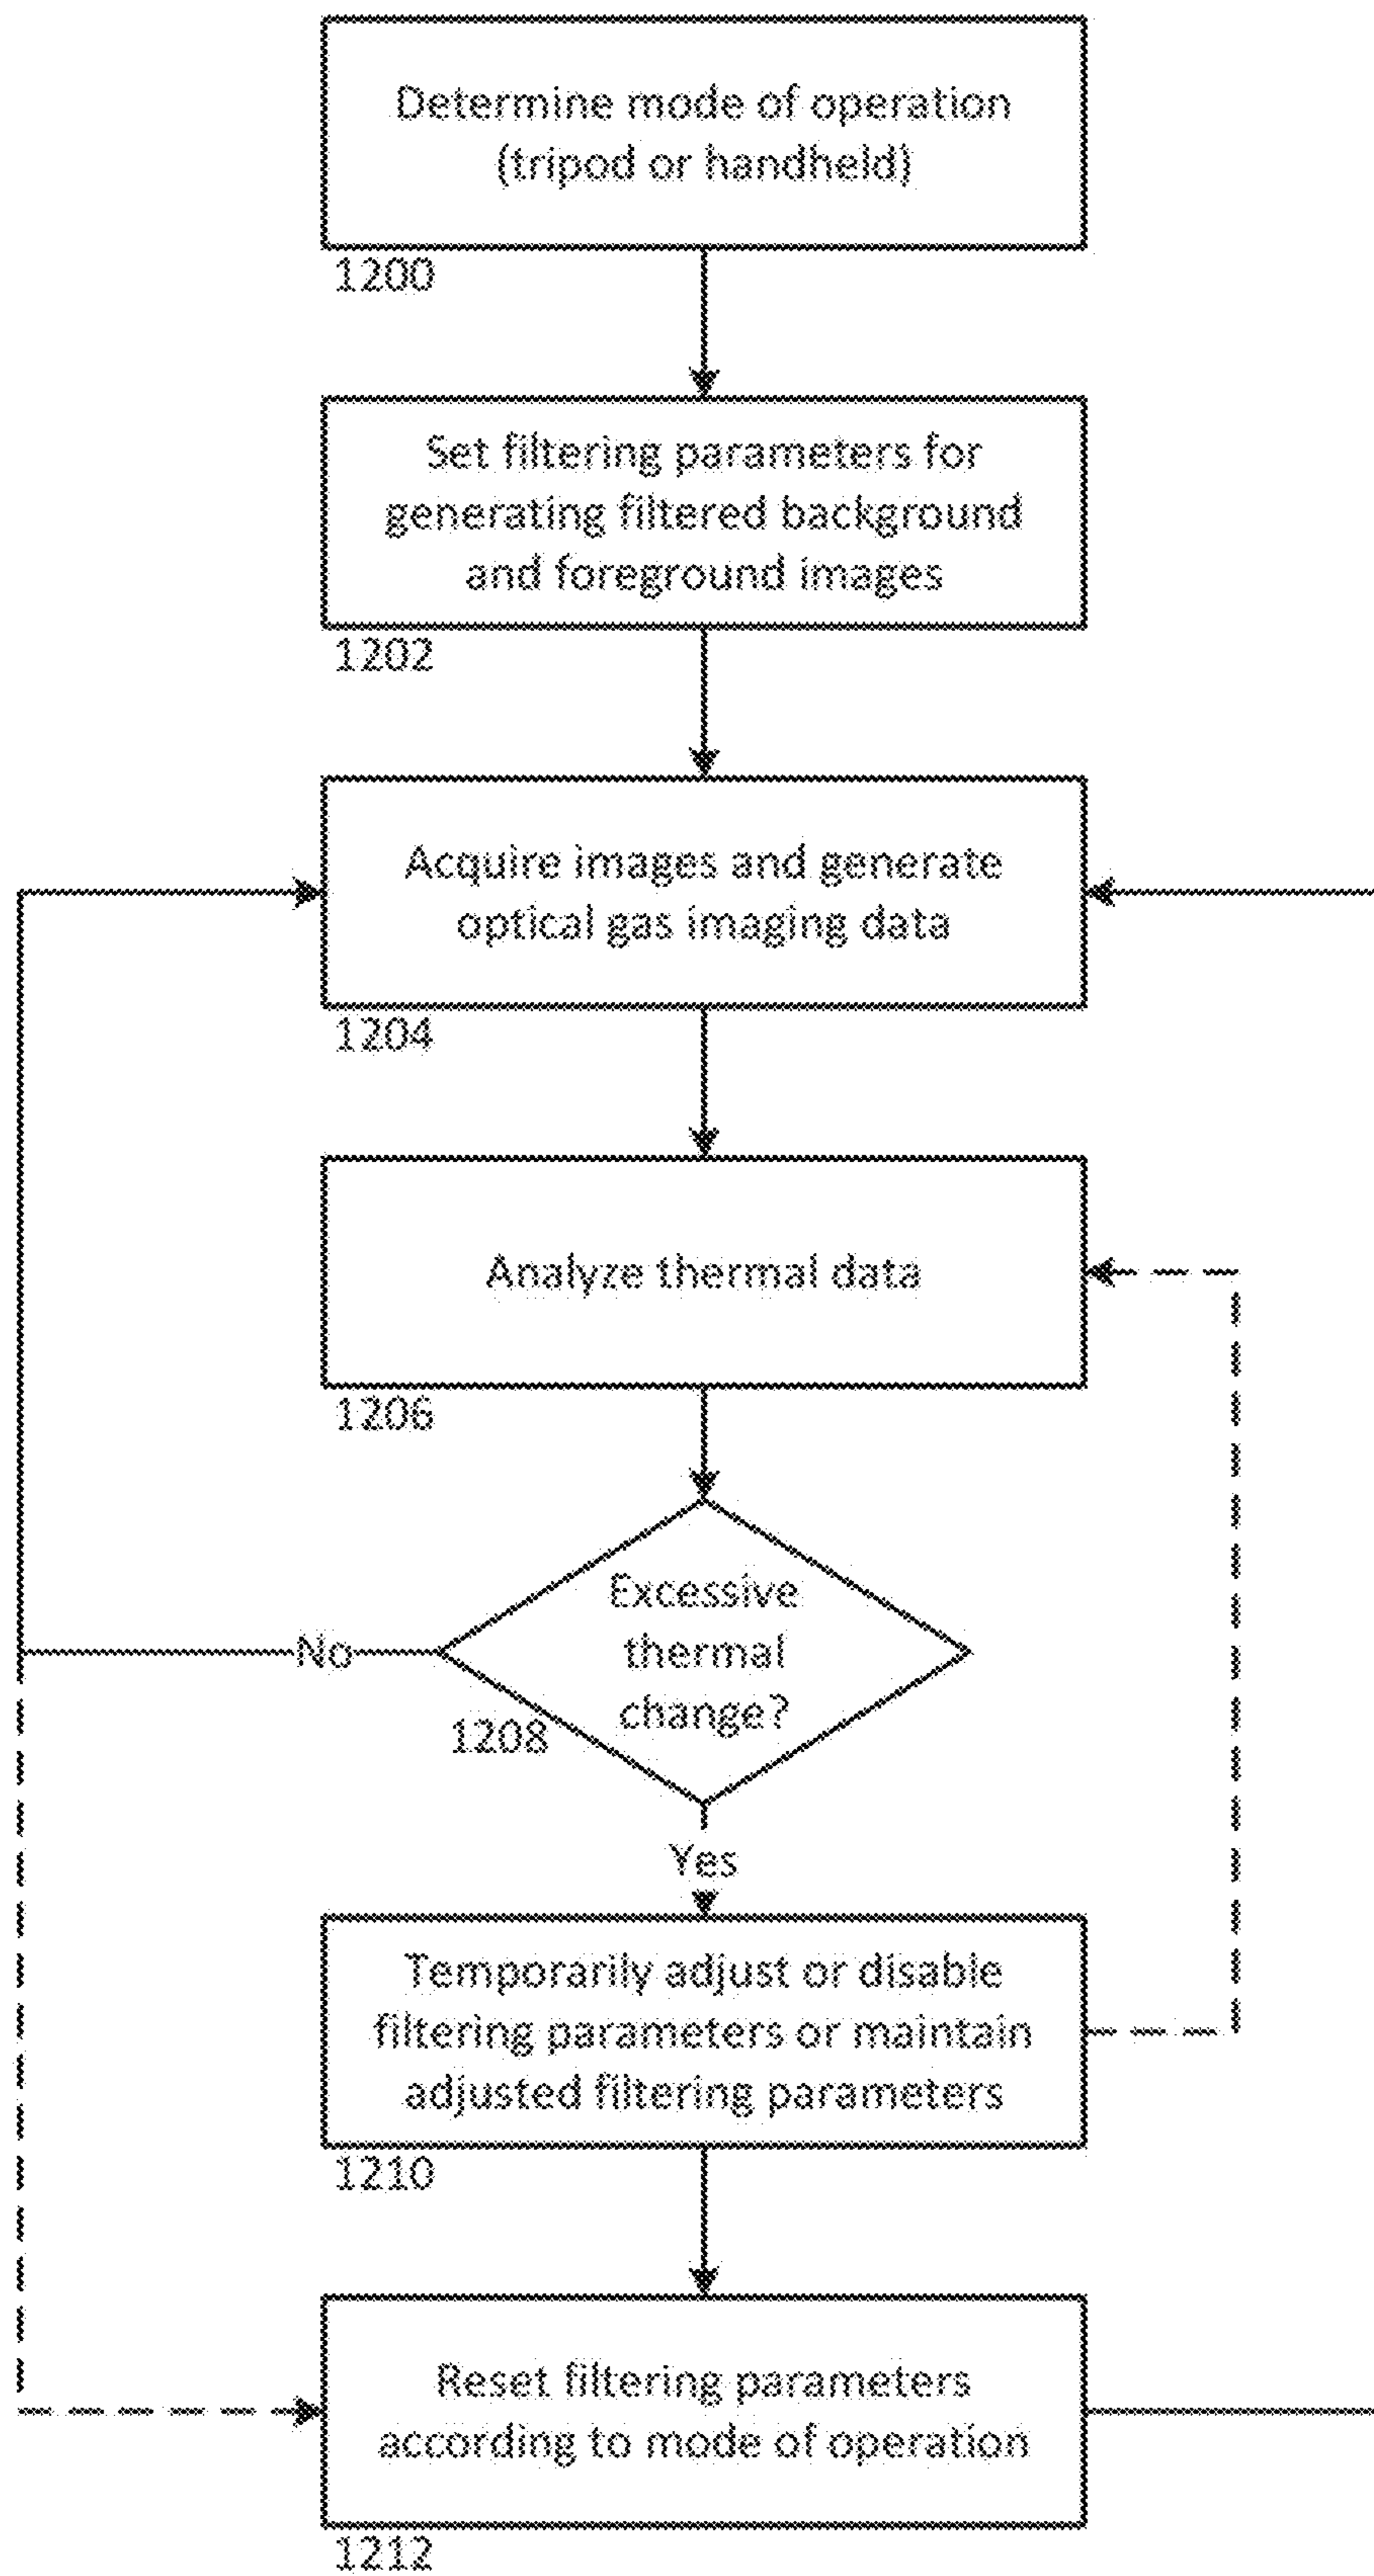 Determine mode of operation
(tripod or handheld)
1200
Set filtering parameters for
generating filtered background
and foreground images
1202
Acquire images and generate
optical gas imaging data
1204
Analyze thermal data
1206
Excessive
thermal
change?
No
1208
Yes
Temporarily adjust or disable
filtering parameters or maintain
adjusted filtering parameters
1210
Reset filtering parameters
according to mode of operation
1212